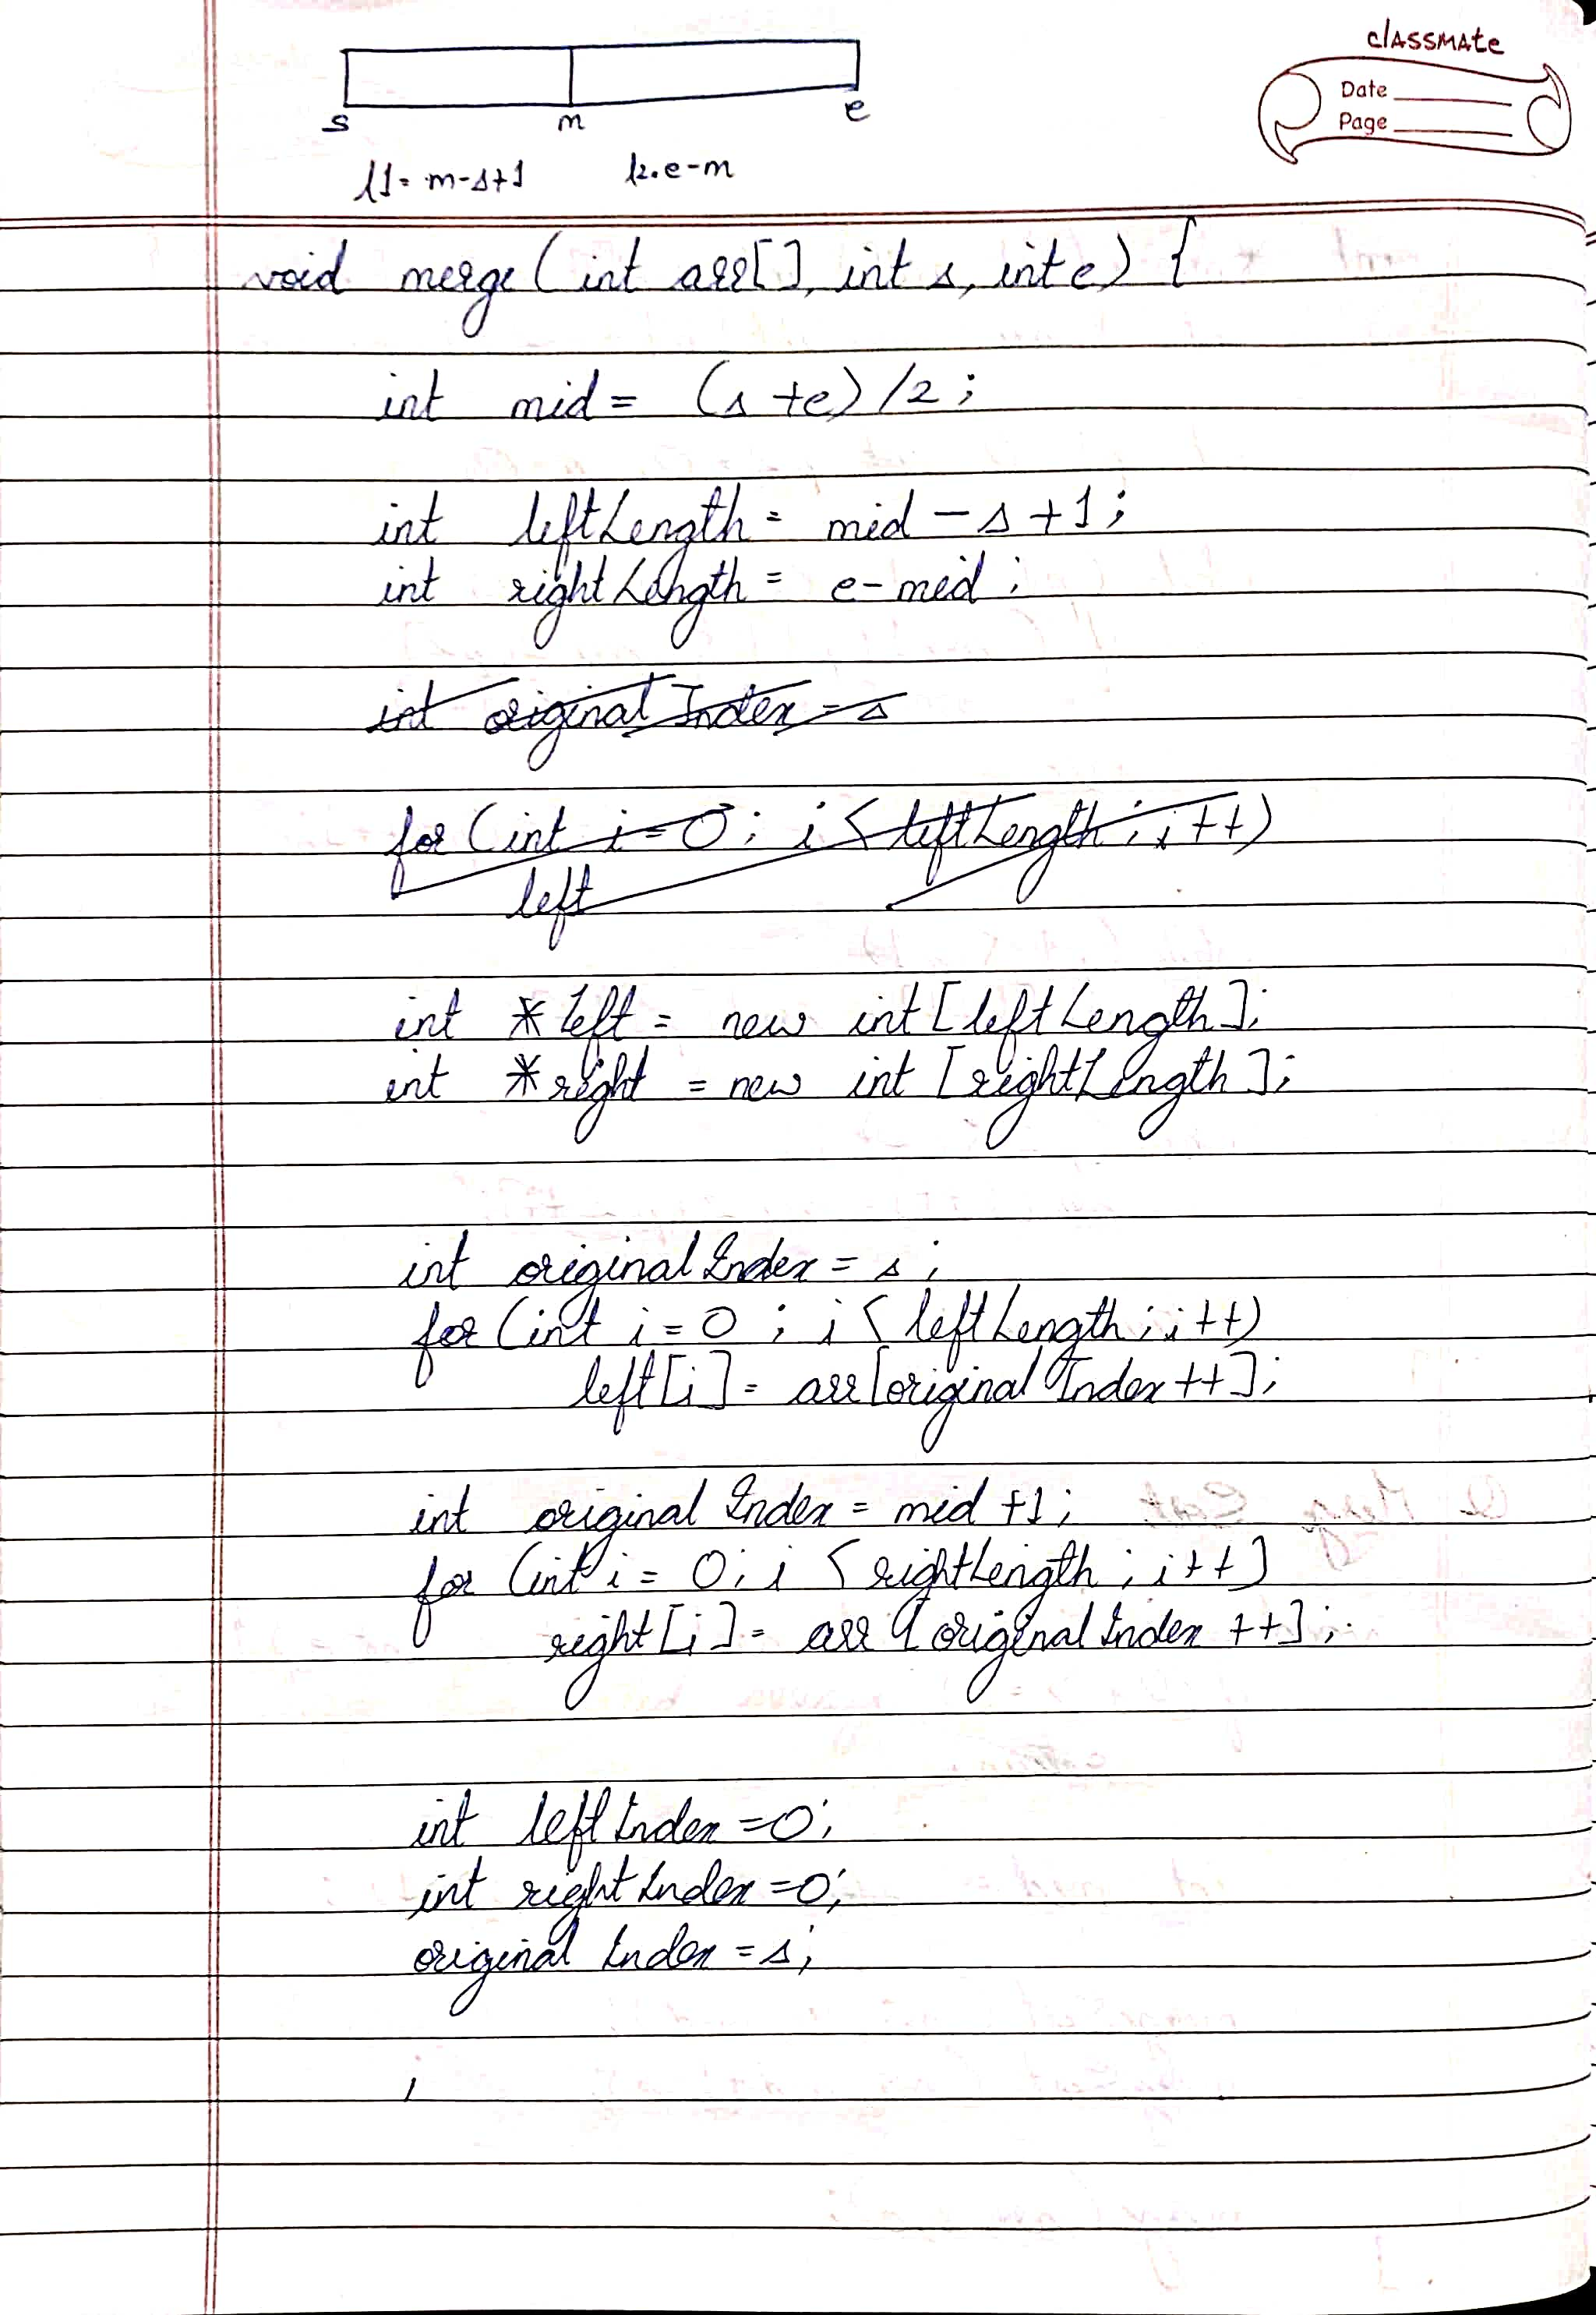 classmate
Date
Page
s m e
l1 = m-s+1 l2 = e-m
void merge (int arr[], int s, int e) {
int mid = (s+e)/2;
int leftLength = mid - s + 1;
int rightLength = e - mid;
int originalIndex = s
for (int i = 0; i < leftLength; i++)
left
int *left = new int[leftLength];
int *right = new int[rightLength];
int originalIndex = s;
for (int i = 0; i < leftLength; i++)
left[i] = arr[originalIndex++];
int originalIndex = mid + 1;
for (int i = 0; i < rightLength; i++]
right[i] = arr[originalIndex++];
int leftIndex = 0;
int rightIndex = 0;
originalIndex = s;